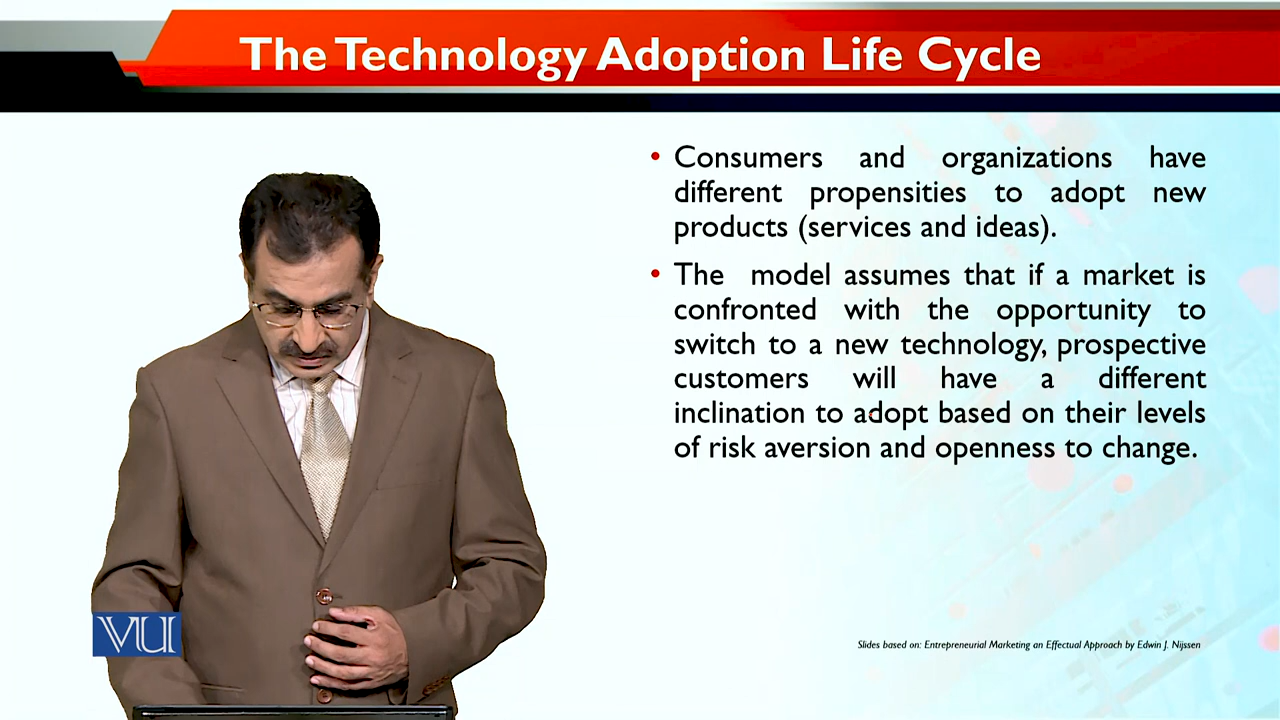 The Technology Adoption Life Cycle
• Consumers and organizations have
different propensities to adopt new
products (services and ideas).
• The model assumes that if a market is
confronted with the opportunity to
switch to a new technology, prospective
customers will have a different
inclination to adopt based on their levels
of risk aversion and openness to change.
VU
Slides based on: Entrepreneurial Marketing an Effectual Approach by Edwin J. Nijssen